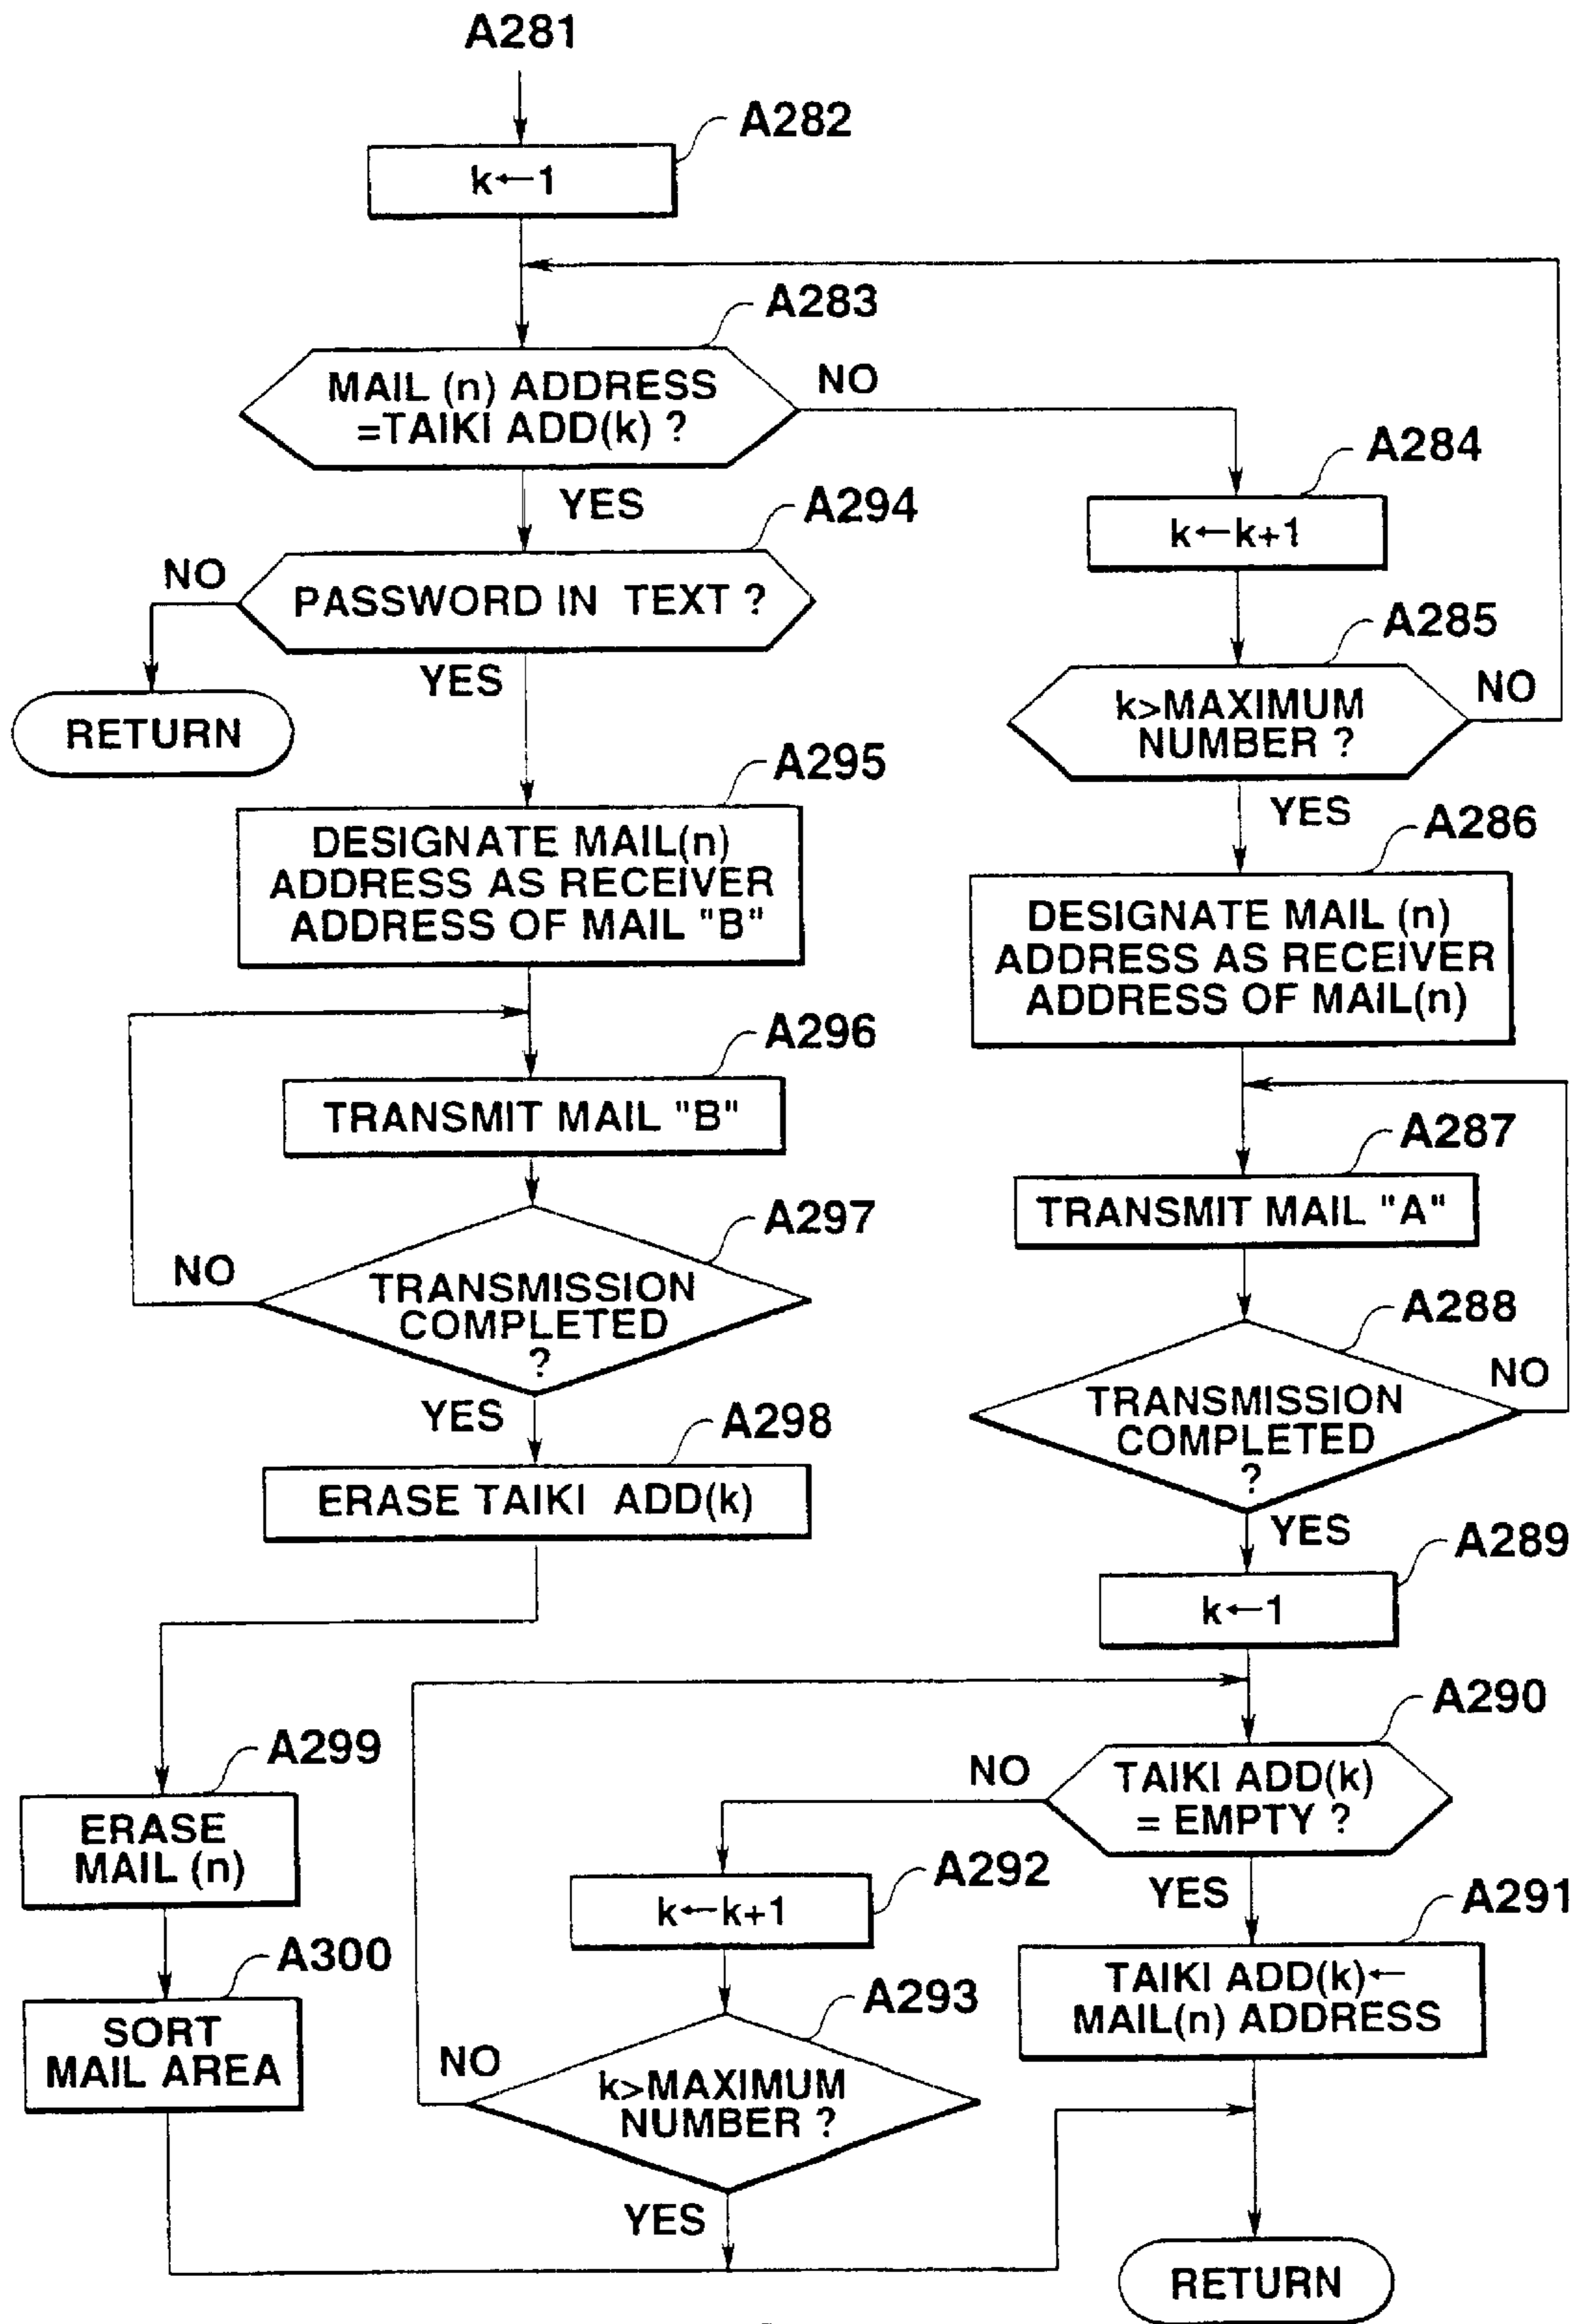 A281
A282
k←1
A283
MAIL (n) ADDRESS
=TAIKI ADD(k) ?
NO
YES
A284
k←k+1
A294
NO
PASSWORD IN TEXT ?
YES
RETURN
A285
k>MAXIMUM
NUMBER ?
NO
YES
A295
DESIGNATE MAIL(n)
ADDRESS AS RECEIVER
ADDRESS OF MAIL "B"
A286
DESIGNATE MAIL (n)
ADDRESS AS RECEIVER
ADDRESS OF MAIL(n)
A296
TRANSMIT MAIL "B"
A287
TRANSMIT MAIL "A"
A297
NO
TRANSMISSION
COMPLETED
?
YES
A288
NO
TRANSMISSION
COMPLETED
?
YES
A298
ERASE TAIKI ADD(k)
A289
k←1
A290
NO
TAIKI ADD(k)
= EMPTY ?
YES
A299
ERASE
MAIL (n)
A292
k←k+1
A291
TAIKI ADD(k)←
MAIL(n) ADDRESS
A300
SORT
MAIL AREA
A293
NO
k>MAXIMUM
NUMBER ?
YES
RETURN